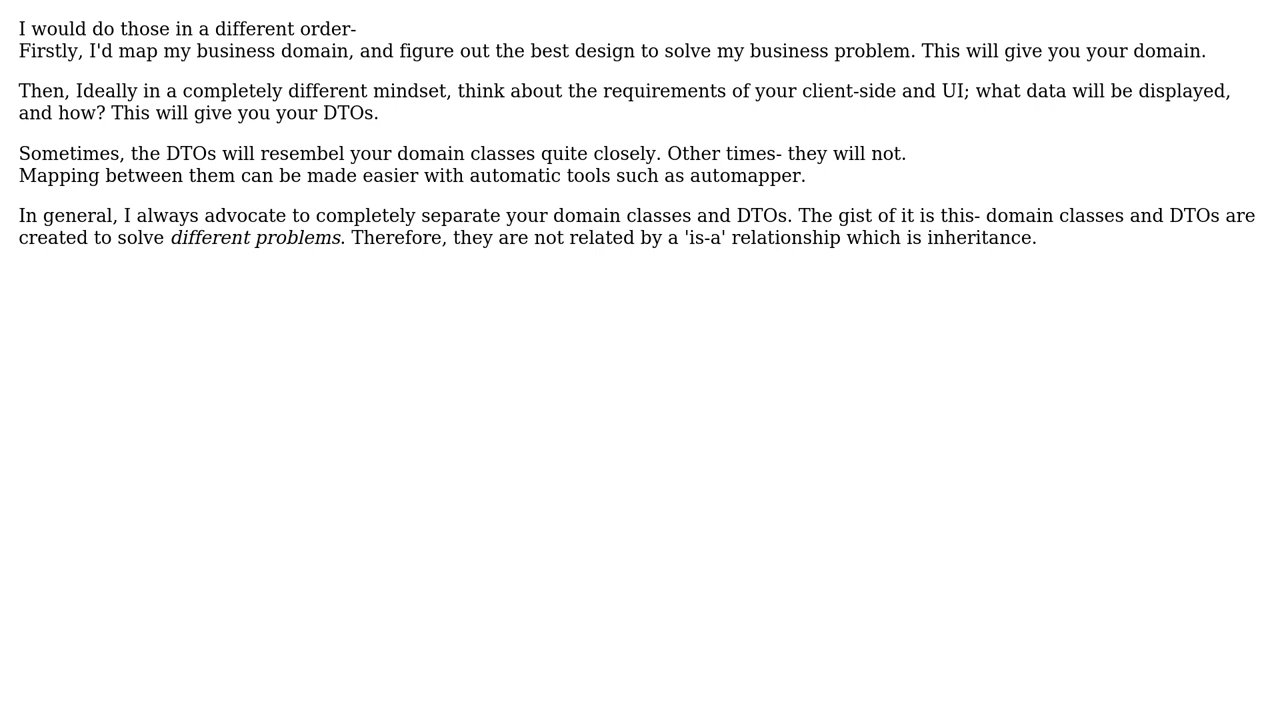 I would do those in a different order-
Firstly, I'd map my business domain, and figure out the best design to solve my business problem. This will give you your domain.
Then, Ideally in a completely different mindset, think about the requirements of your client-side and UI; what data will be displayed,
and how? This will give you your DTOs.
Sometimes, the DTOs will resembel your domain classes quite closely. Other times- they will not.
Mapping between them can be made easier with automatic tools such as automapper.
In general, I always advocate to completely separate your domain classes and DTOs. The gist of it is this- domain classes and DTOs are
created to solve different problems. Therefore, they are not related by a 'is-a' relationship which is inheritance.